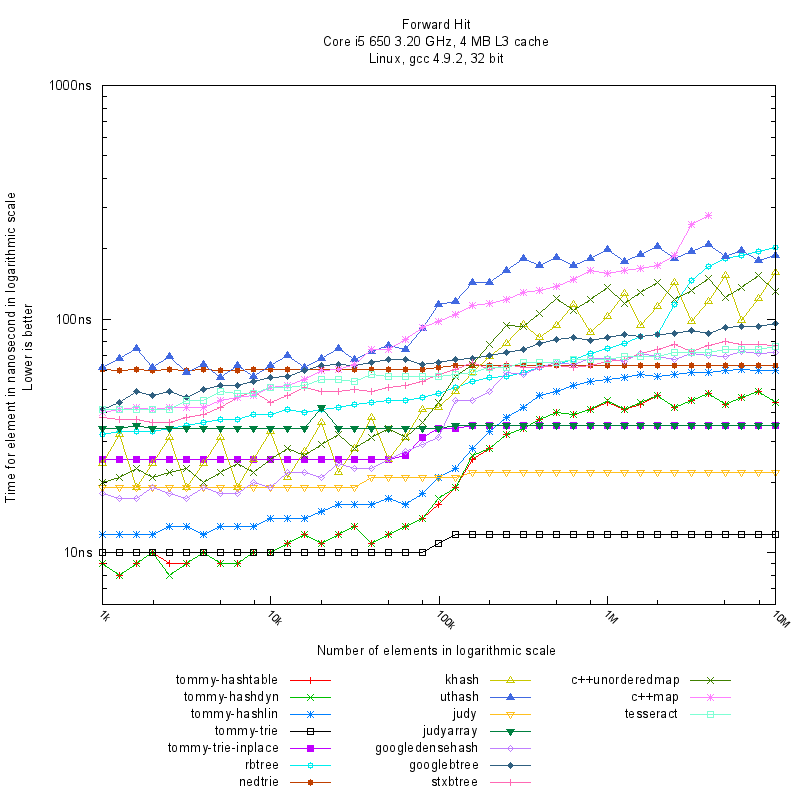 Forward Hit
Core i5 650 3.20 GHz, 4 MB L3 cache
Linux, gcc 4.9.2, 32 bit
Time for element in nanosecond in logarithmic scale
Lower is better
1000ns
100ns
10ns
1k
10k
100k
1M
10M
Number of elements in logarithmic scale
tommy-hashtable
tommy-hashdyn
tommy-hashlin
tommy-trie
tommy-trie-inplace
rbtree
nedtrie
khash
uthash
judy
judyarray
googledensehash
googlebtree
stxbtree
c++unorderedmap
c++map
tesseract